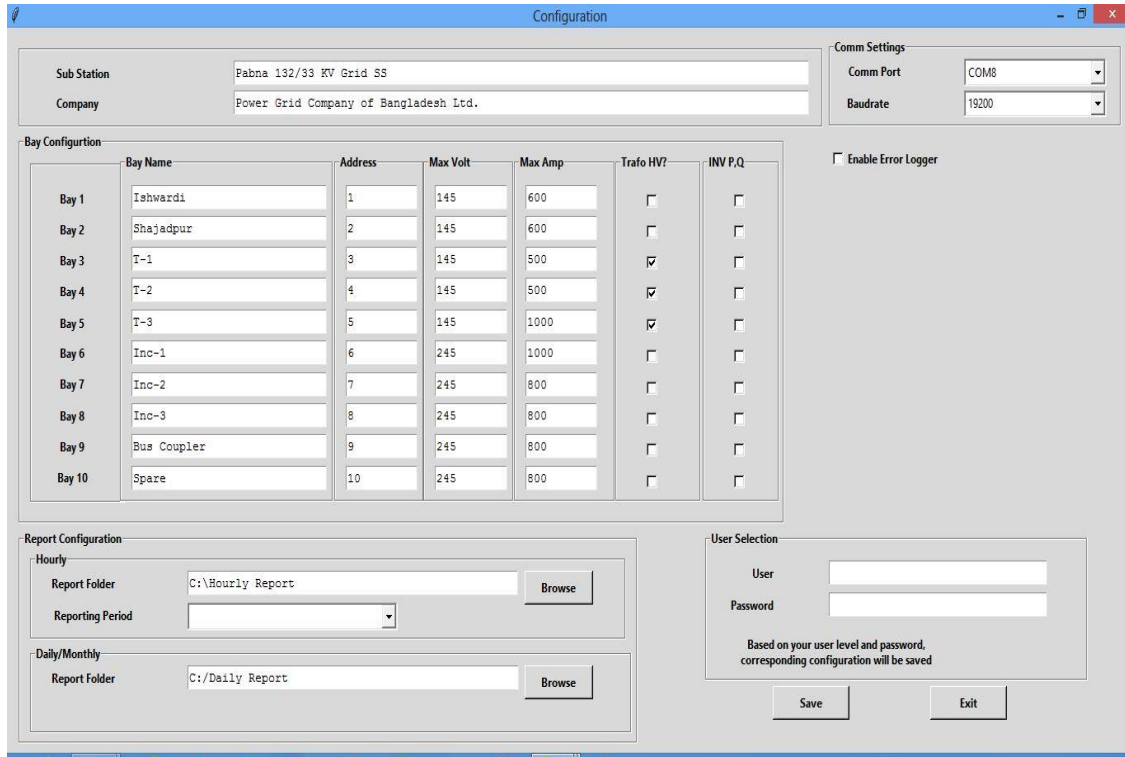 Configuration
Sub Station Pabna 132/33 KV Grid SS
Company Power Grid Company of Bangladesh Ltd.
Comm Settings
Comm Port COM8
Baudrate 19200
Bay Configurtion
Bay Name Address Max Volt Max Amp Trafo HV? INV P,Q
Bay 1 Ishwardi 1 145 600
Bay 2 Shajadpur 2 145 600
Bay 3 T-1 3 145 500
Bay 4 T-2 4 145 500
Bay 5 T-3 5 145 1000
Bay 6 Inc-1 6 245 1000
Bay 7 Inc-2 7 245 800
Bay 8 Inc-3 8 245 800
Bay 9 Bus Coupler 9 245 800
Bay 10 Spare 10 245 800
Enable Error Logger
Report Configuration
Hourly
Report Folder C:\Hourly Report Browse
Reporting Period
Daily/Monthly
Report Folder C:/Daily Report Browse
User Selection
User
Password
Based on your user level and password,
corresponding configuration will be saved
Save Exit